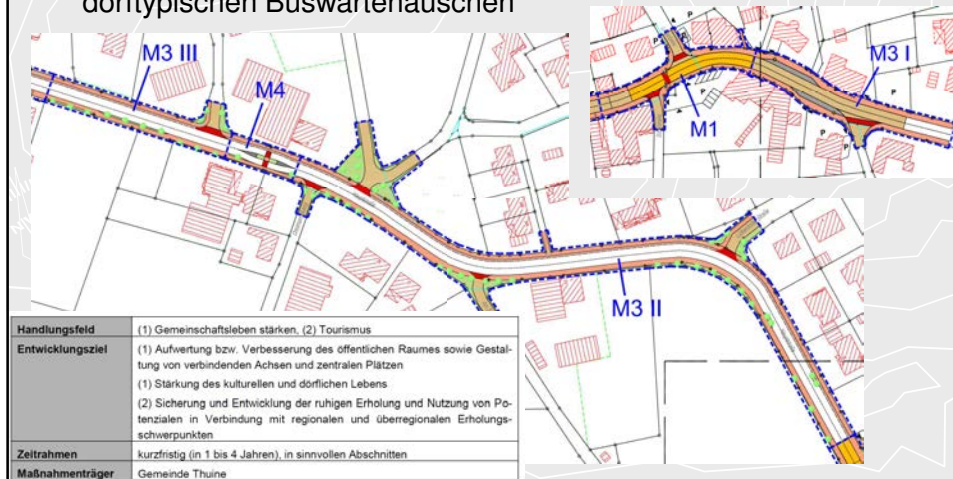 dorftypischen Buswartehäuschen
M3 III
M4
M3 I
M1
P
P
P
P
P
M3 II
Handlungsfeld (1) Gemeinschaftsleben stärken, (2) Tourismus
Entwicklungsziel (1) Aufwertung bzw. Verbesserung des öffentlichen Raumes sowie Gestal-
tung von verbindenden Achsen und zentralen Plätzen
(1) Stärkung des kulturellen und dörflichen Lebens
(2) Sicherung und Entwicklung der ruhigen Erholung und Nutzung von Po-
tenzialen in Verbindung mit regionalen und überregionalen Erholungs-
schwerpunkten
Zeitrahmen kurzfristig (in 1 bis 4 Jahren), in sinnvollen Abschnitten
Maßnahmenträger Gemeinde Thuine